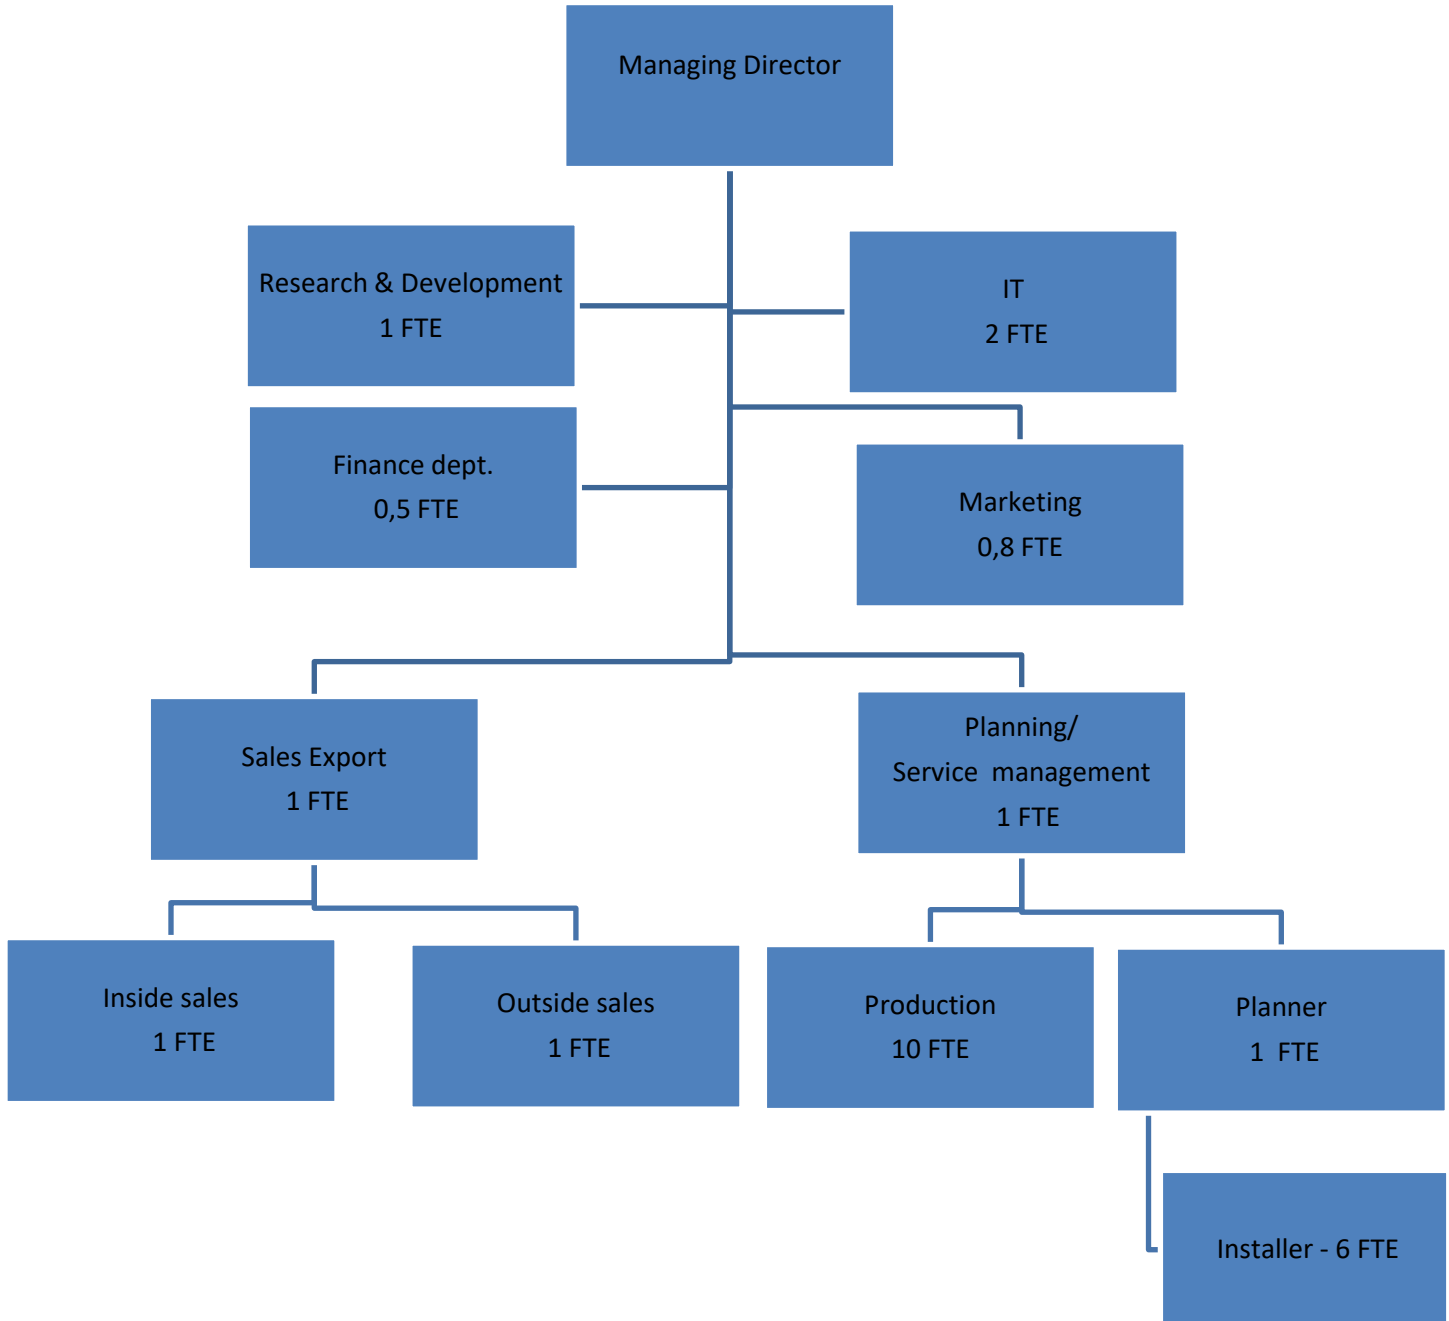 Managing Director
Research & Development
1 FTE
IT
2 FTE
Finance dept.
0,5 FTE
Marketing
0,8 FTE
Sales Export
1 FTE
Planning/
Service  management
1 FTE
Inside sales
1 FTE
Outside sales
1 FTE
Production
10 FTE
Planner
1  FTE
Installer - 6 FTE